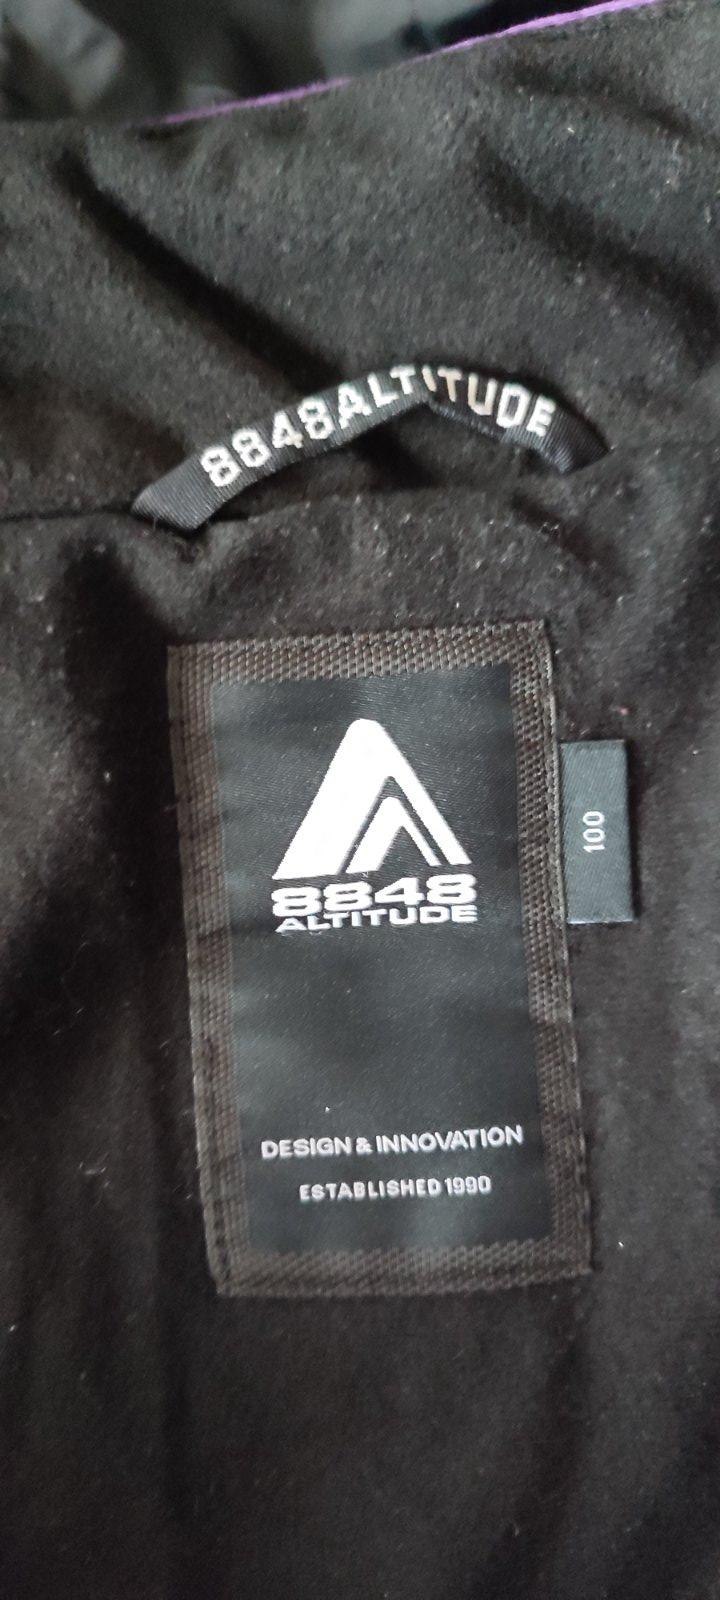 8848ALTITUDE
8848
ALTITUDE
100
DESIGN & INNOVATION
ESTABLISHED 1990